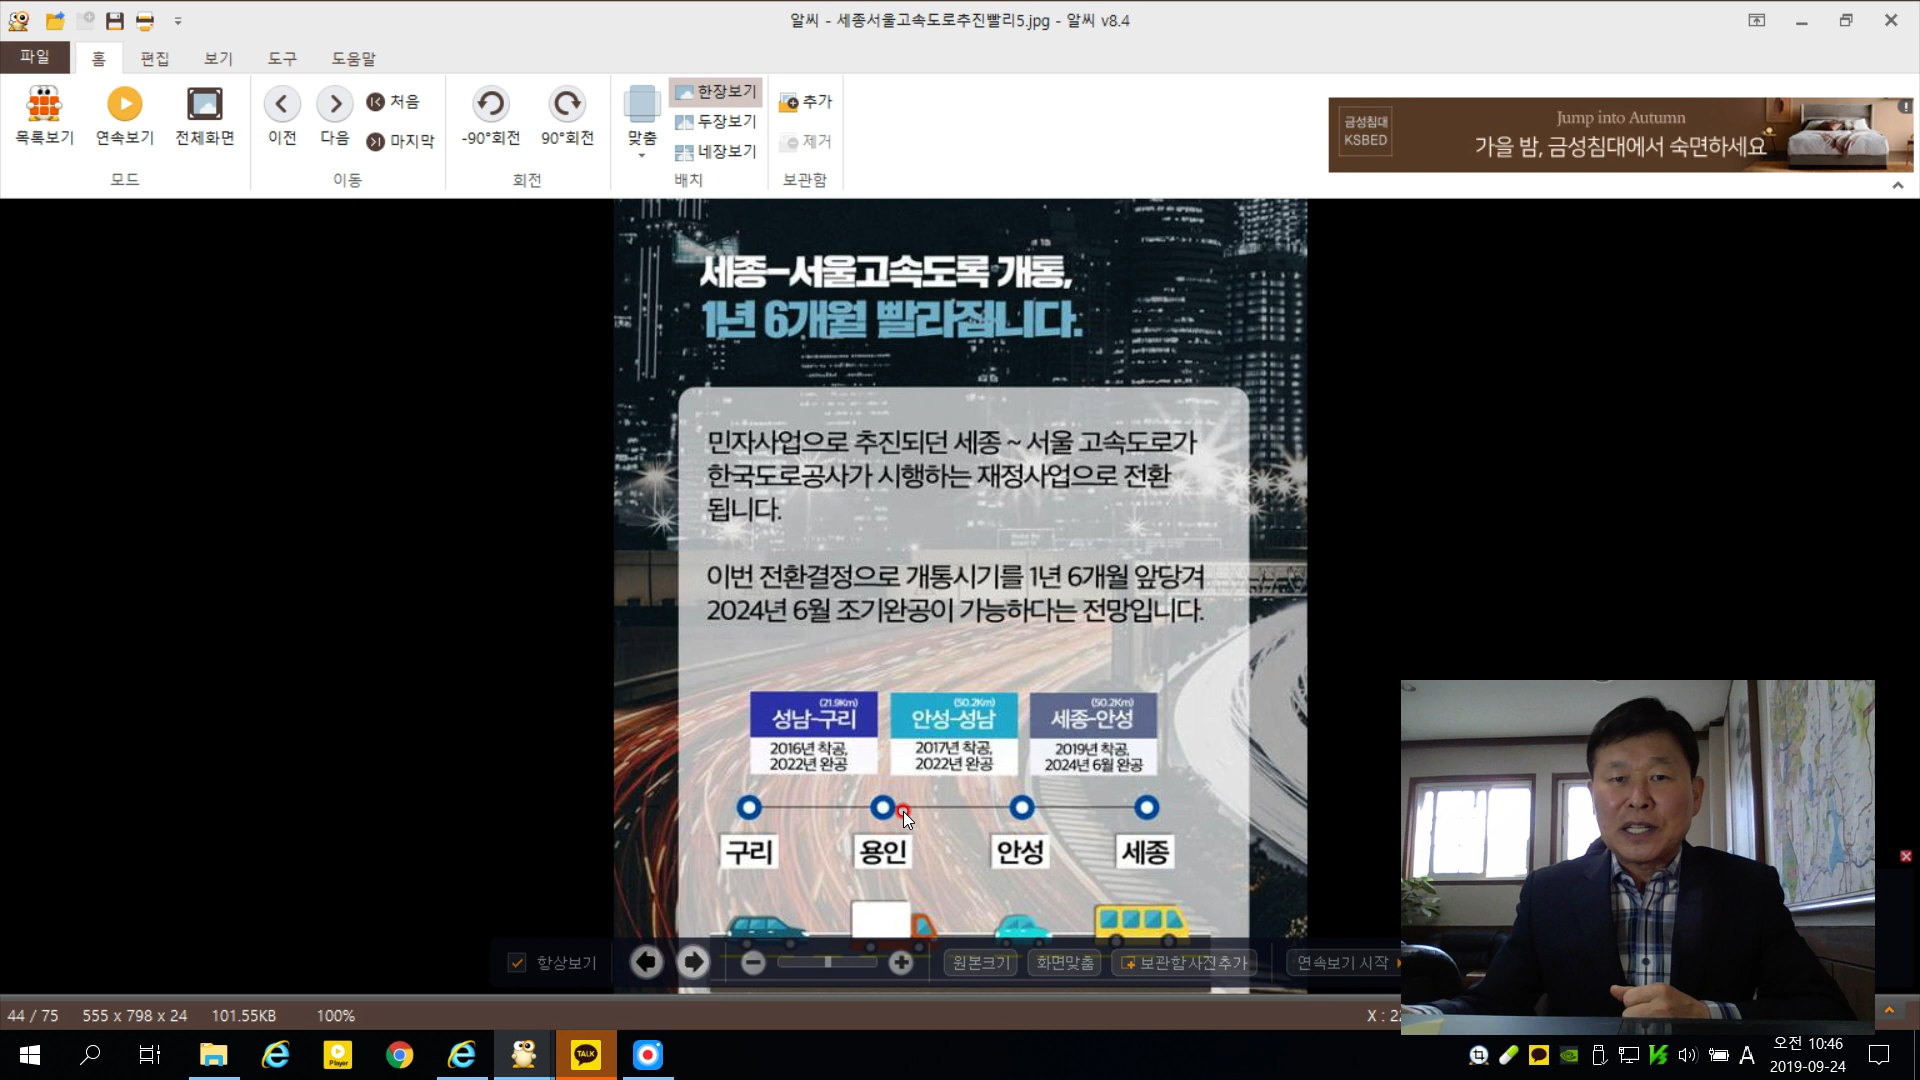 알씨 - 세종서울고속도로추진빨리5.jpg - 알씨 v8.4
파일 홈 편집 보기 도구 도움말
목록보기 연속보기 전체화면
모드
이전 다음 처음 마지막
이동
-90°회전 90°회전
회전
맞춤 한장보기 두장보기 네장보기
배치
추가 제거
보관함
금성침대
KSBED
Jump into Autumn
가을 밤, 금성침대에서 숙면하세요
세종-서울고속도록 개통,
1년 6개월 빨라집니다.
민자사업으로 추진되던 세종 ~ 서울 고속도로가
한국도로공사가 시행하는 재정사업으로 전환
됩니다.
이번 전환결정으로 개통시기를 1년 6개월 앞당겨
2024년 6월 조기완공이 가능하다는 전망입니다.
(21.9Km) (50.2Km) (50.2Km)
성남-구리 안성-성남 세종-안성
2016년 착공, 2017년 착공, 2019년 착공,
2022년 완공 2022년 완공 2024년 6월 완공
구리 용인 안성 세종
항상보기 원본크기 화면맞춤 보관함사진추가 연속보기 시작
44 / 75 555 x 798 x 24 101.55KB 100% X : 2
Player TALK A 오전 10:46
2019-09-24